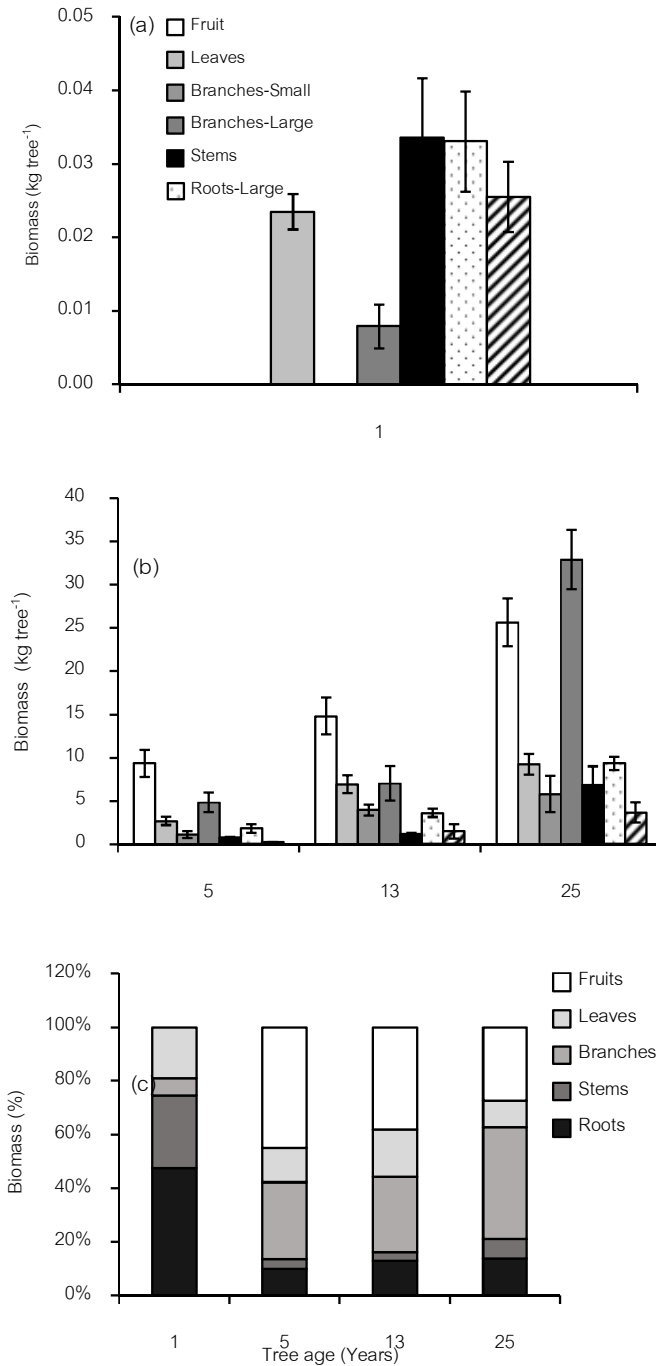 (a)
Fruit
Leaves
Branches-Small
Branches-Large
Stems
Roots-Large
Biomass (kg tree⁻¹)
0.05
0.04
0.03
0.02
0.01
0.00
1
(b)
Biomass (kg tree⁻¹)
40
35
30
25
20
15
10
5
0
5 13 25
(c)
Fruits
Leaves
Branches
Stems
Roots
Biomass (%)
120%
100%
80%
60%
40%
20%
0%
1 5 13 25
Tree age (Years)